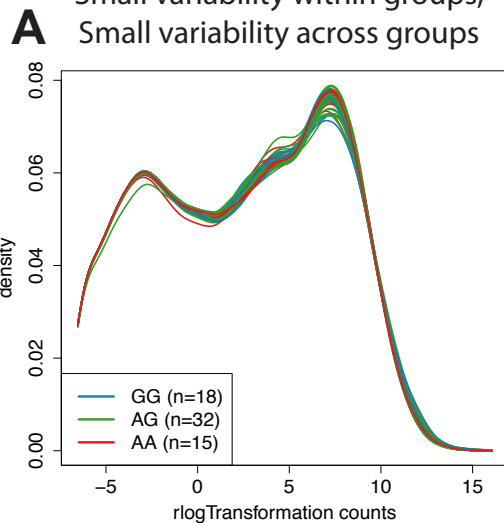 Small variability within groups,
A Small variability across groups
0.08
0.06
density
0.04
0.02
0.00
GG (n=18)
AG (n=32)
AA (n=15)
−5 0 5 10 15
rlogTransformation counts